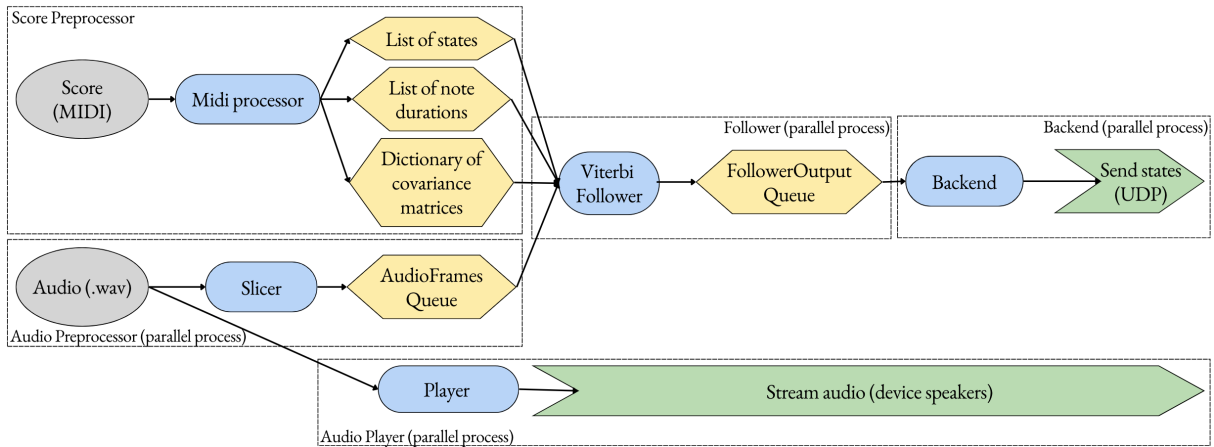 Score Preprocessor
Score
(MIDI)
Midi processor
List of states
List of note
durations
Dictionary of
covariance
matrices
Follower (parallel process)
Viterbi
Follower
FollowerOutput
Queue
Backend (parallel process)
Backend
Send states
(UDP)
Audio (.wav)
Slicer
AudioFrames
Queue
Audio Preprocessor (parallel process)
Player
Stream audio (device speakers)
Audio Player (parallel process)